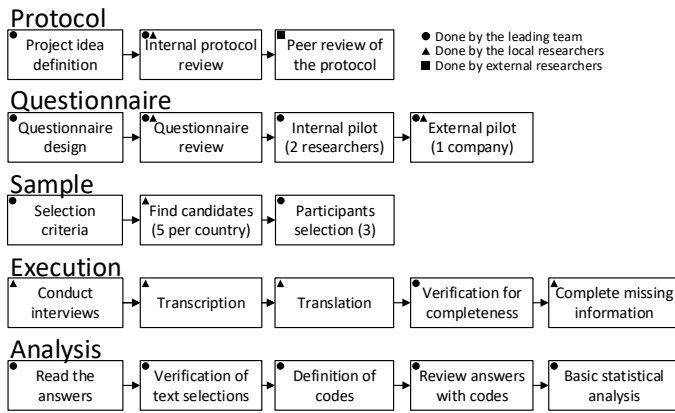 Protocol
Project idea
definition
Internal protocol
review
Peer review of
the protocol
Done by the leading team
Done by the local researchers
Done by external researchers
Questionnaire
Questionnaire
design
Questionnaire
review
Internal pilot
(2 researchers)
External pilot
(1 company)
Sample
Selection
criteria
Find candidates
(5 per country)
Participants
selection (3)
Execution
Conduct
interviews
Transcription
Translation
Verification for
completeness
Complete missing
information
Analysis
Read the
answers
Verification of
text selections
Definition of
codes
Review answers
with codes
Basic statistical
analysis